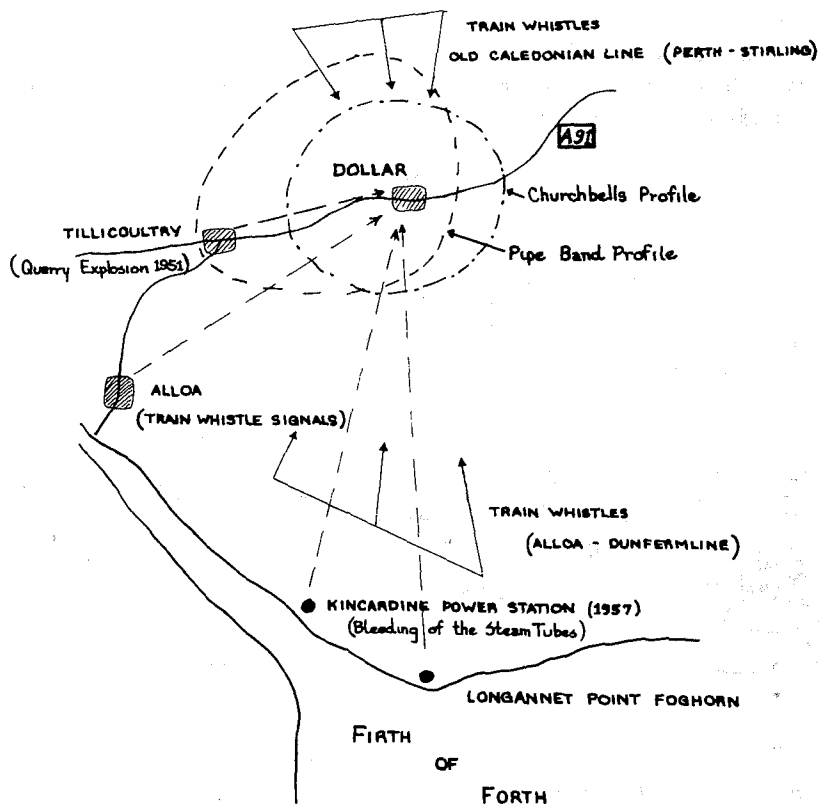 TRAIN WHISTLES
OLD CALEDONIAN LINE (PERTH - STIRLING)
A91
DOLLAR
Churchbells Profile
TILLICOULTRY
(Quarry Explosion 1951)
Pipe Band Profile
ALLOA
(TRAIN WHISTLE SIGNALS)
TRAIN WHISTLES
(ALLOA - DUNFERMLINE)
KINCARDINE POWER STATION (1957)
(Bleeding of the Steam Tubes)
LONGANNET POINT FOGHORN
FIRTH
OF
FORTH